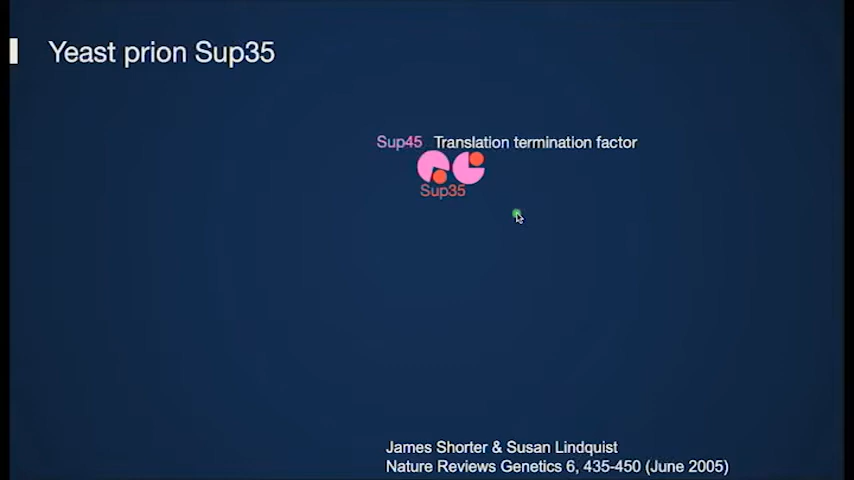 Yeast prion Sup35
Sup45 Translation termination factor
Sup35
James Shorter & Susan Lindquist
Nature Reviews Genetics 6, 435-450 (June 2005)